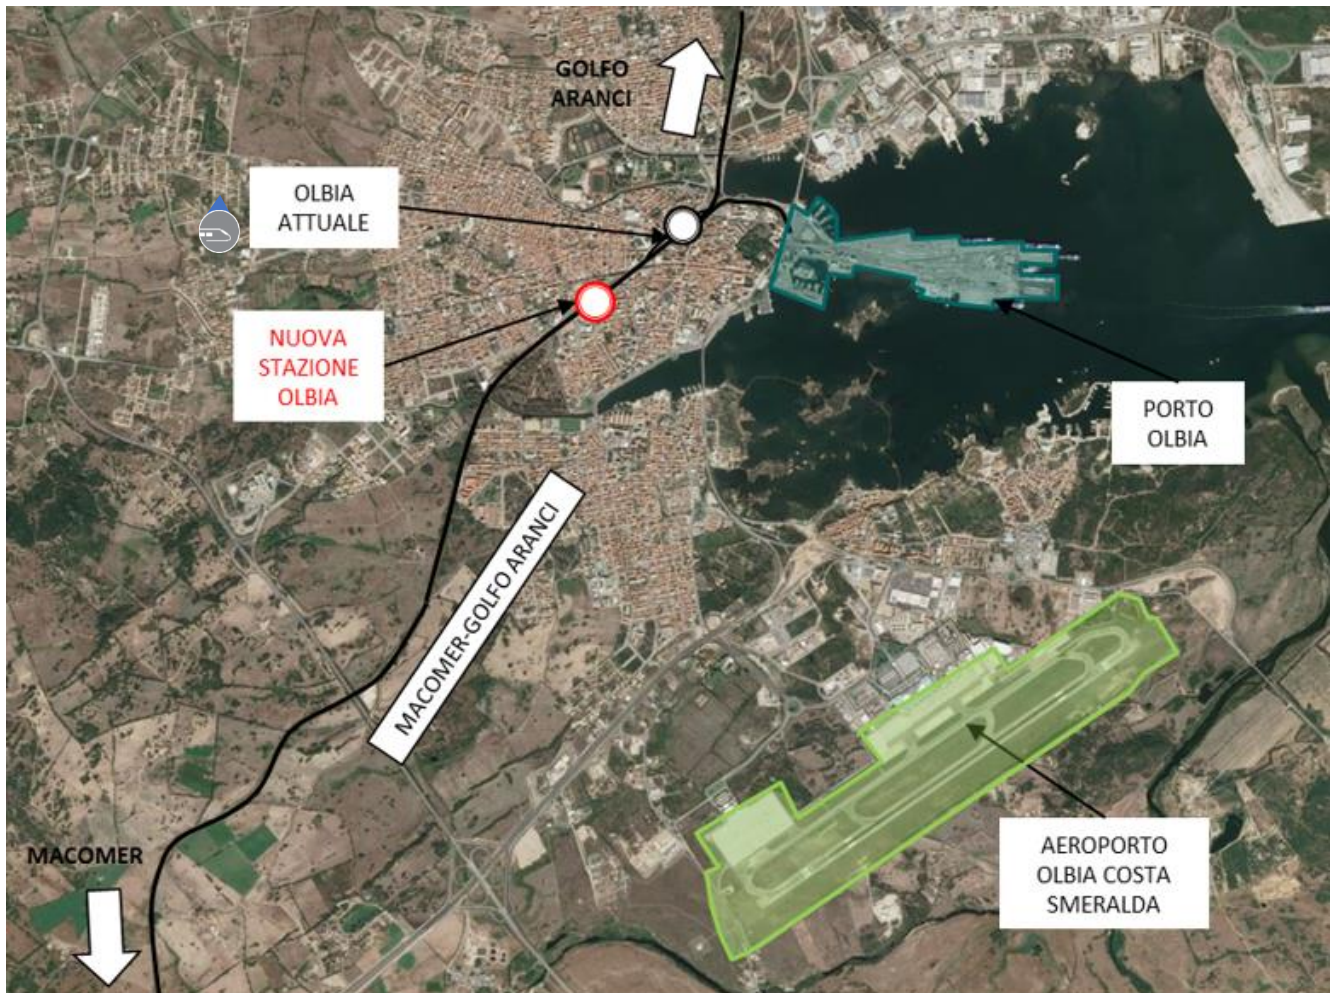 GOLFO
ARANCI
OLBIA
ATTUALE
NUOVA
STAZIONE
OLBIA
PORTO
OLBIA
MACOMER-GOLFO ARANCI
MACOMER
AEROPORTO
OLBIA COSTA
SMERALDA